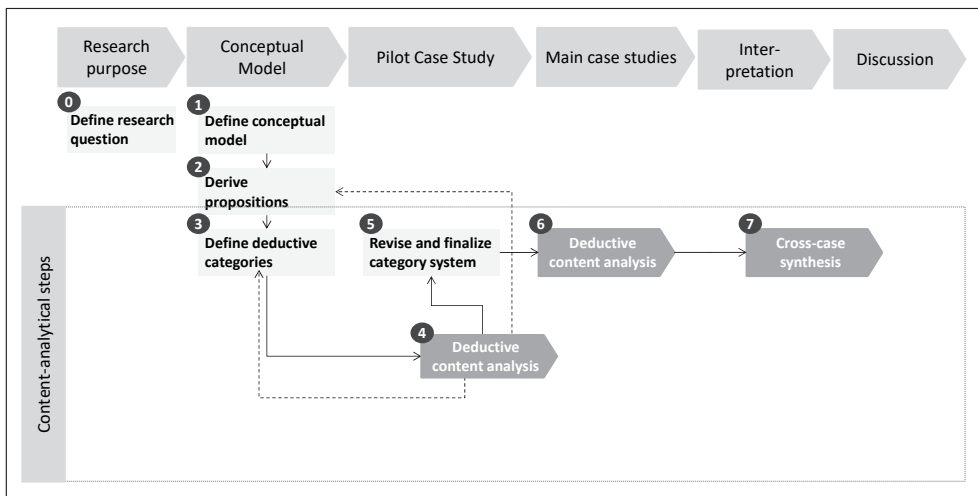 Research
purpose
Conceptual
Model
Pilot Case Study
Main case studies
Inter-
pretation
Discussion
0
Define research
question
1
Define conceptual
model
2
Derive
propositions
3
Define deductive
categories
5
Revise and finalize
category system
6
Deductive
content analysis
7
Cross-case
synthesis
4
Deductive
content analysis
Content-analytical steps